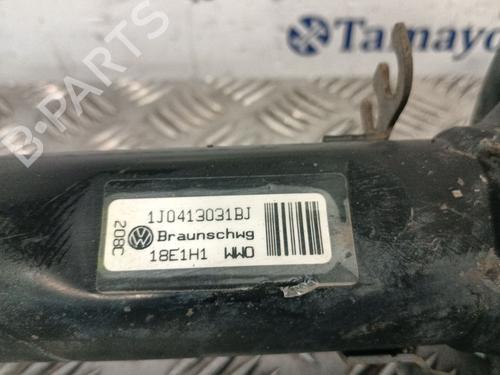 Tamayo
B-PARTS
1J0413031BJ
208C
Braunschwg
18E1H1 WWO